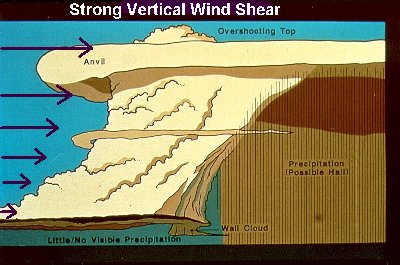 Strong Vertical Wind Shear
Overshooting Top
Anvil
Precipitation
(Possible Hail)
Wall Cloud
Little/No Visible Precipitation